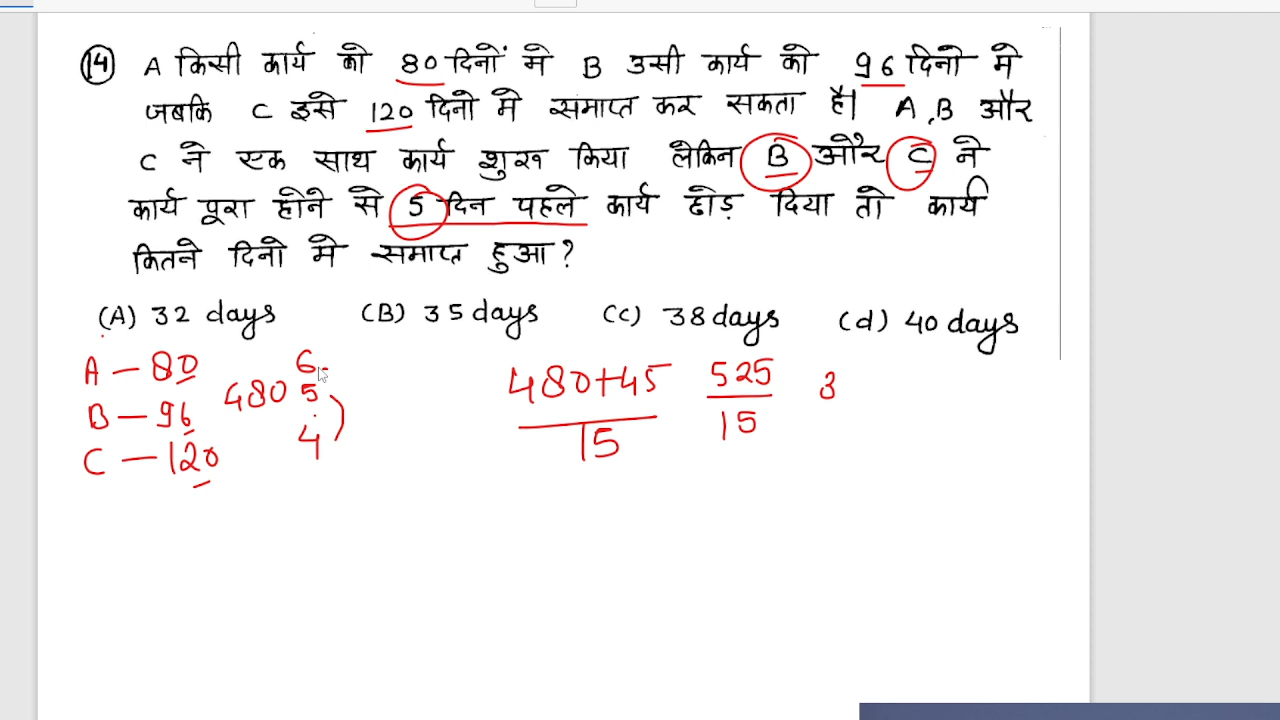 14 A किसी कार्य को 80 दिनों मे B उसी कार्य को 96 दिनो मे
जबकि C इसे 120 दिनो मे समाप्त कर सकता है। A,B और
C ने एक साथ कार्य शुरू किया लेकिन B और C ने
कार्य पूरा होने से 5 दिन पहले कार्य छोड़ दिया तो कार्य
कितने दिनो मे समाप्त हुआ ?
(A) 32 days (B) 35 days (C) 38 days (d) 40 days
A – 80
B – 96
C – 120
480
6
5
4
480+45
15
525
15
3